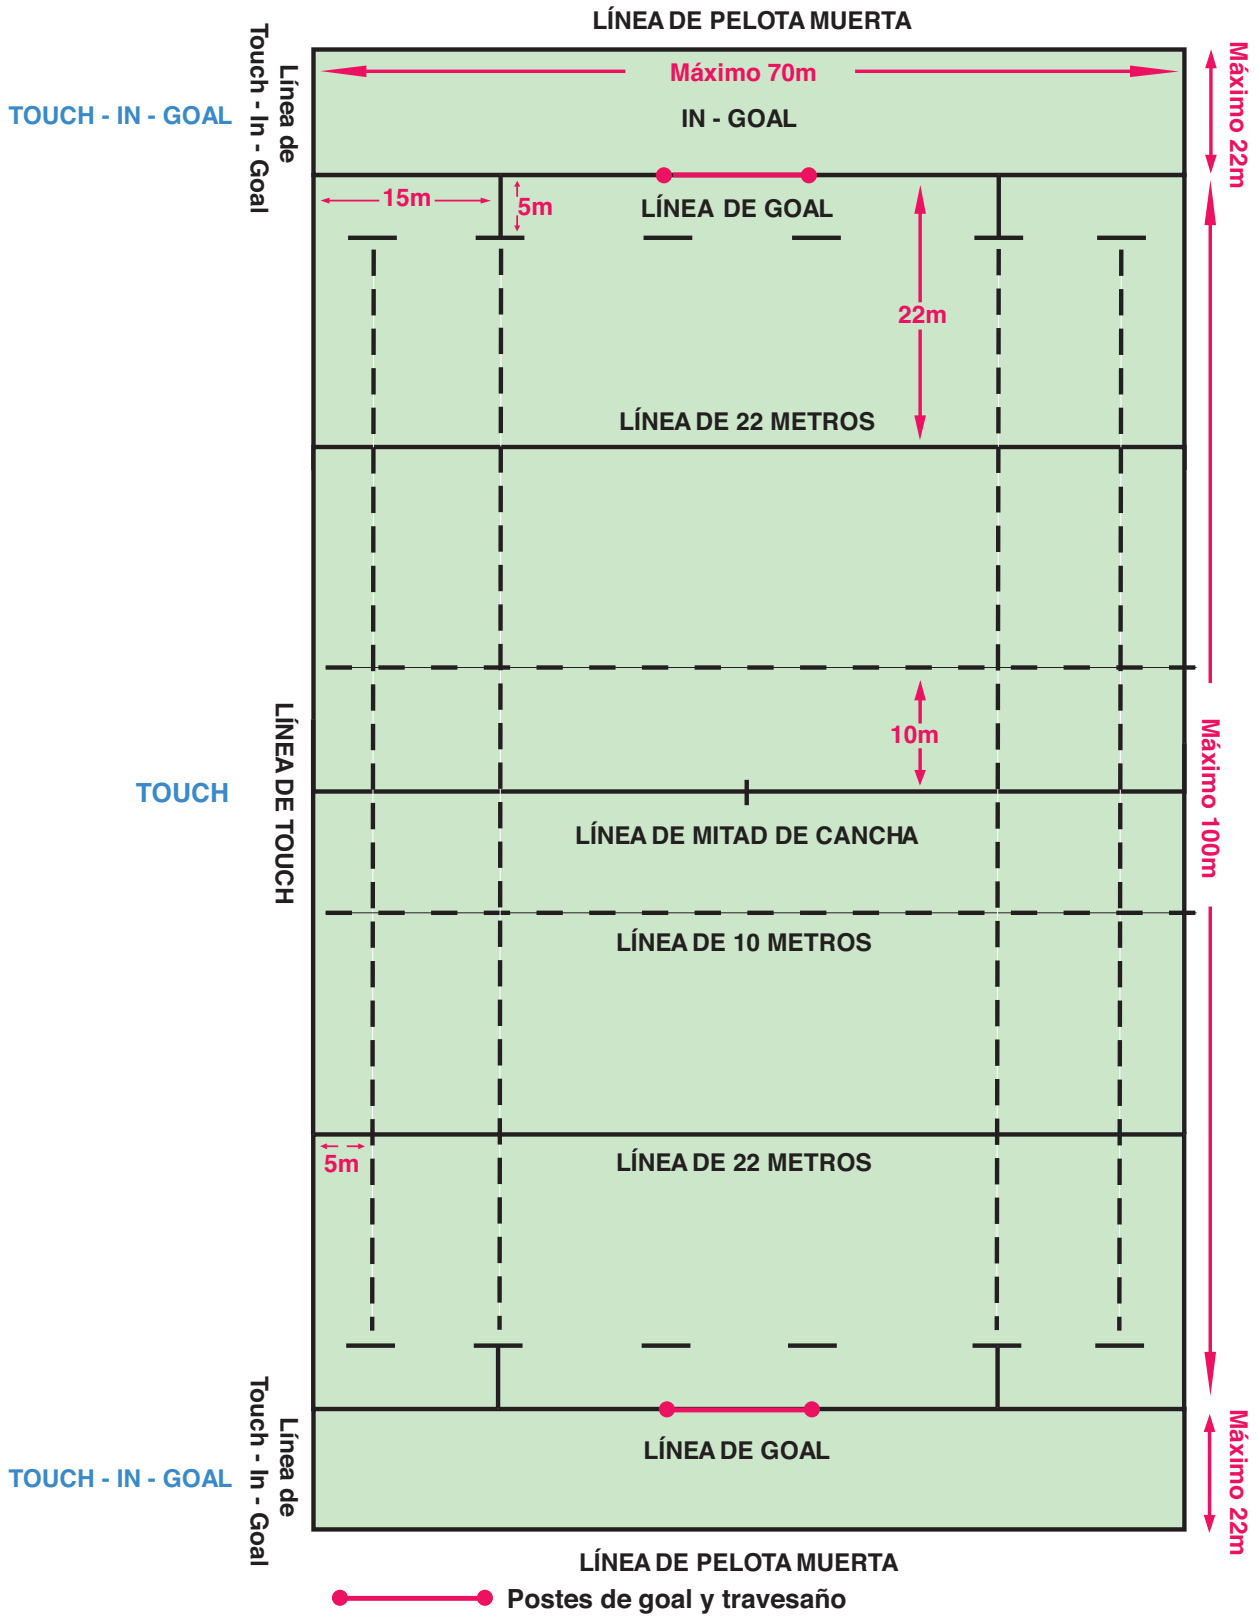 LÍNEA DE PELOTA MUERTA
Línea de
Touch - In - Goal
Máximo 70m
Máximo 22m
TOUCH - IN - GOAL
IN - GOAL
15m
5m
LÍNEA DE GOAL
22m
LÍNEA DE 22 METROS
10m
LÍNEA DE TOUCH
Máximo 100m
TOUCH
LÍNEA DE MITAD DE CANCHA
LÍNEA DE 10 METROS
5m
LÍNEA DE 22 METROS
Línea de
Touch - In - Goal
Máximo 22m
LÍNEA DE GOAL
TOUCH - IN - GOAL
LÍNEA DE PELOTA MUERTA
Postes de goal y travesaño